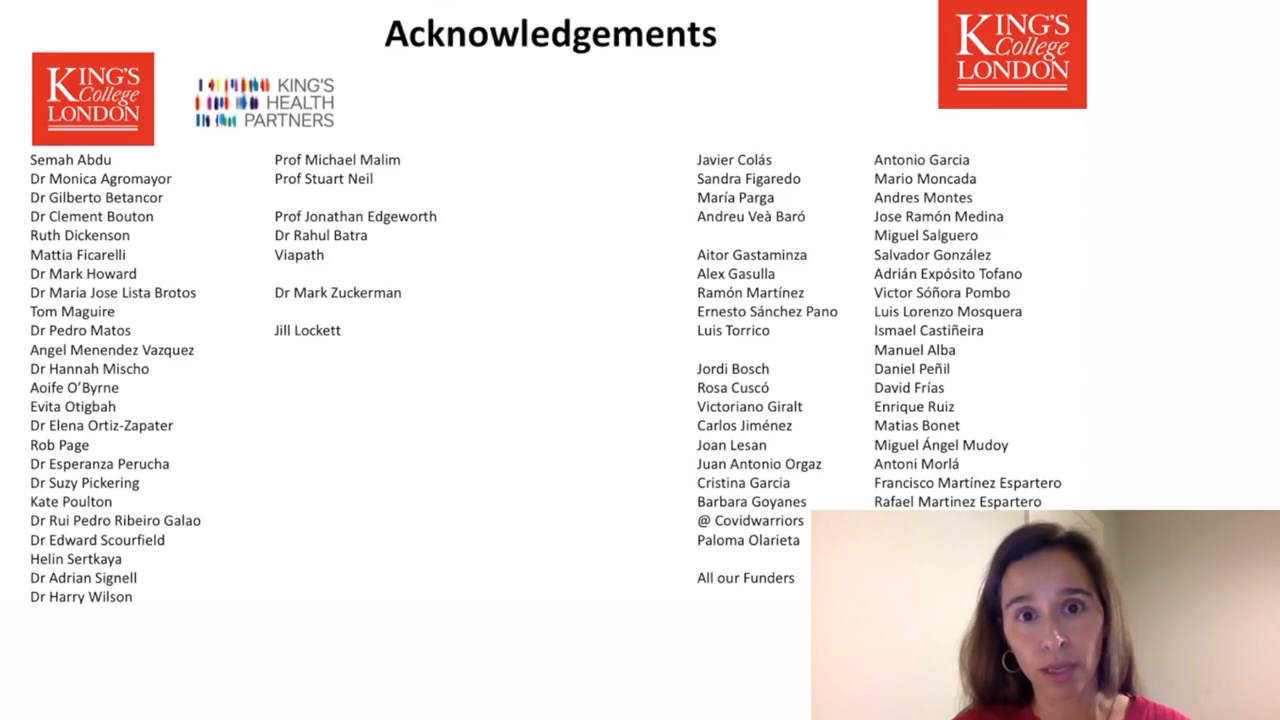 Acknowledgements
KING'S
College
LONDON
KING'S
HEALTH
PARTNERS
KING'S
College
LONDON
Semah Abdu
Dr Monica Agromayor
Dr Gilberto Betancor
Dr Clement Bouton
Ruth Dickenson
Mattia Ficarelli
Dr Mark Howard
Dr Maria Jose Lista Brotos
Tom Maguire
Dr Pedro Matos
Angel Menendez Vazquez
Dr Hannah Mischo
Aoife O'Byrne
Evita Otigbah
Dr Elena Ortiz-Zapater
Rob Page
Dr Esperanza Perucha
Dr Suzy Pickering
Kate Poulton
Dr Rui Pedro Ribeiro Galao
Dr Edward Scourfield
Helin Sertkaya
Dr Adrian Signell
Dr Harry Wilson
Prof Michael Malim
Prof Stuart Neil
Prof Jonathan Edgeworth
Dr Rahul Batra
Viapath
Dr Mark Zuckerman
Jill Lockett
Javier Colás
Sandra Figaredo
María Parga
Andreu Veà Baró
Aitor Gastaminza
Alex Gasulla
Ramón Martínez
Ernesto Sánchez Pano
Luis Torrico
Jordi Bosch
Rosa Cuscó
Victoriano Giralt
Carlos Jiménez
Joan Lesan
Juan Antonio Orgaz
Cristina Garcia
Barbara Goyanes
@ Covidwarriors
Paloma Olarieta
All our Funders
Antonio Garcia
Mario Moncada
Andres Montes
Jose Ramón Medina
Miguel Salguero
Salvador González
Adrián Expósito Tofano
Victor Sóñora Pombo
Luis Lorenzo Mosquera
Ismael Castiñeira
Manuel Alba
Daniel Peñil
David Frías
Enrique Ruiz
Matias Bonet
Miguel Ángel Mudoy
Antoni Morlá
Francisco Martínez Espartero
Rafael Martinez Espartero